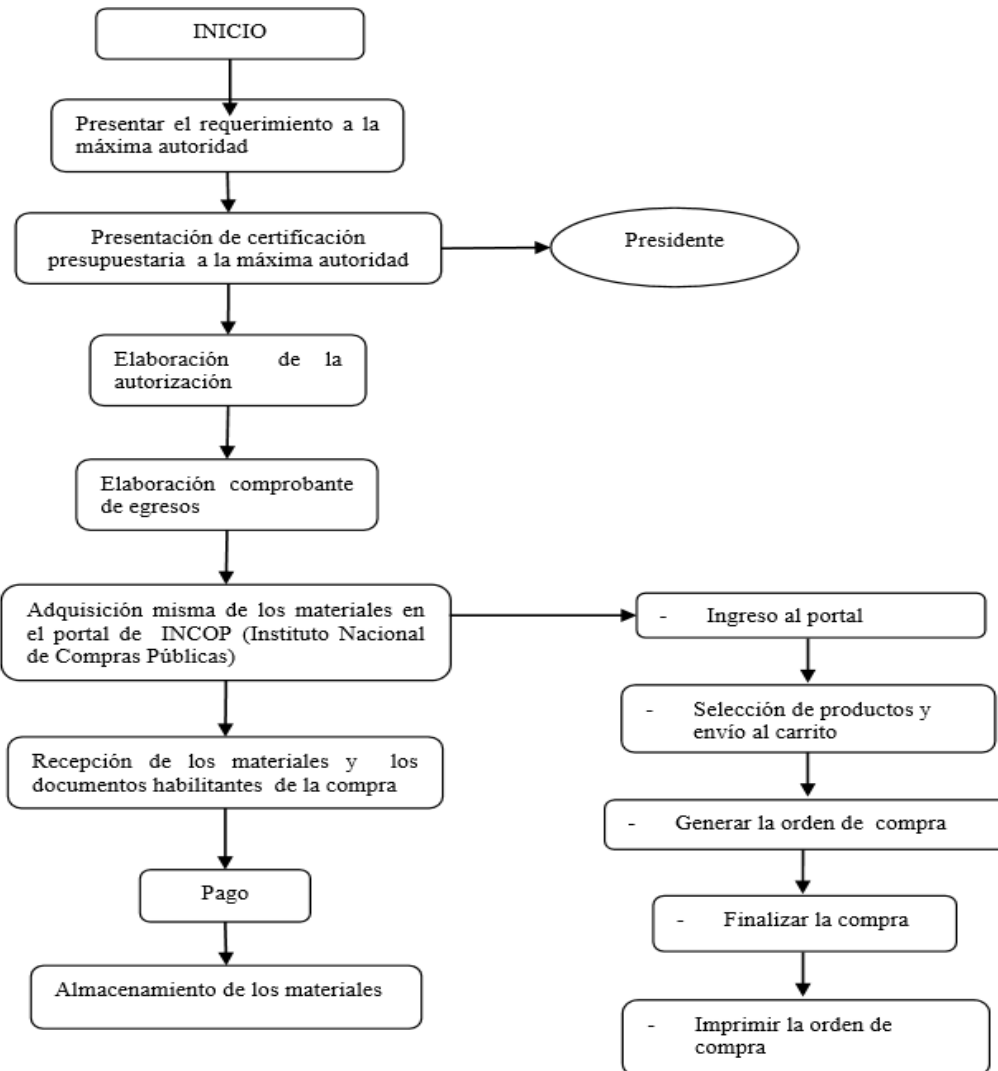 INICIO
Presentar el requerimiento a la
máxima autoridad
Presentación de certificación
presupuestaria a la máxima autoridad
Presidente
Elaboración de la
autorización
Elaboración comprobante
de egresos
Adquisición misma de los materiales en
el portal de INCOP (Instituto Nacional
de Compras Públicas)
Recepción de los materiales y los
documentos habilitantes de la compra
Pago
Almacenamiento de los materiales
- Ingreso al portal
- Selección de productos y
envío al carrito
- Generar la orden de compra
- Finalizar la compra
- Imprimir la orden de
compra